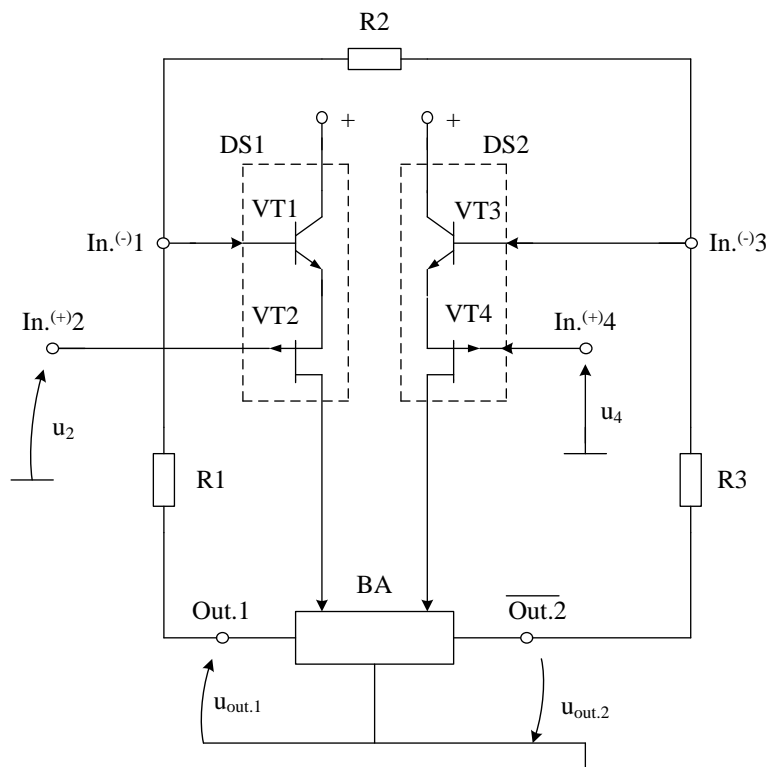 R2
+ +
DS1 DS2
VT1 VT3
In.(-)1 In.(-)3
In.(+)2 VT2 VT4 In.(+)4
u2 u4
R1 R3
BA
Out.1 Out.2
uout.1 uout.2